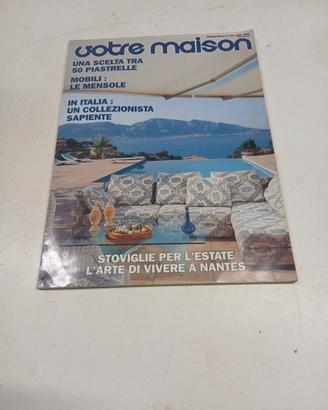 votre maison
UNA SCELTA TRA
50 PIASTRELLE
MOBILI :
LE MENSOLE
IN ITALIA :
UN COLLEZIONISTA
SAPIENTE
STOVIGLIE PER L'ESTATE
L'ARTE DI VIVERE A NANTES